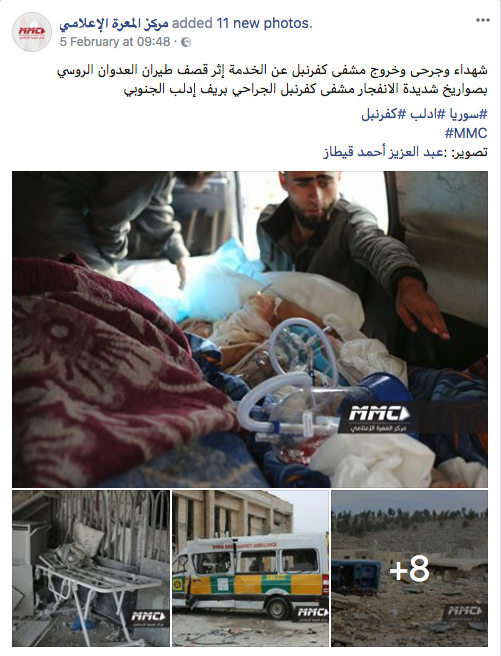 مركز المعرة الإعلامي added 11 new photos.
5 February at 09:48 ·
شهداء وجرحى وخروج مشفى كفرنبل عن الخدمة إثر قصف طيران العدوان الروسي
بصواريخ شديدة الانفجار مشفى كفرنبل الجراحي بريف إدلب الجنوبي
#سوريا #ادلب #كفرنبل
#MMC
تصوير: :عبد العزيز أحمد قيطاز
MMC
مركز المعرة الإعلامي
SYRIA EMERGENCY AMBULANCE
MMC
MMC
+8
MMC